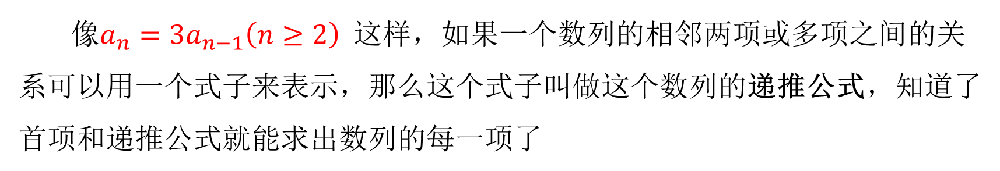 像aₙ = 3aₙ₋₁(n ≥ 2) 这样，如果一个数列的相邻两项或多项之间的关
系可以用一个式子来表示，那么这个式子叫做这个数列的递推公式，知道了
首项和递推公式就能求出数列的每一项了